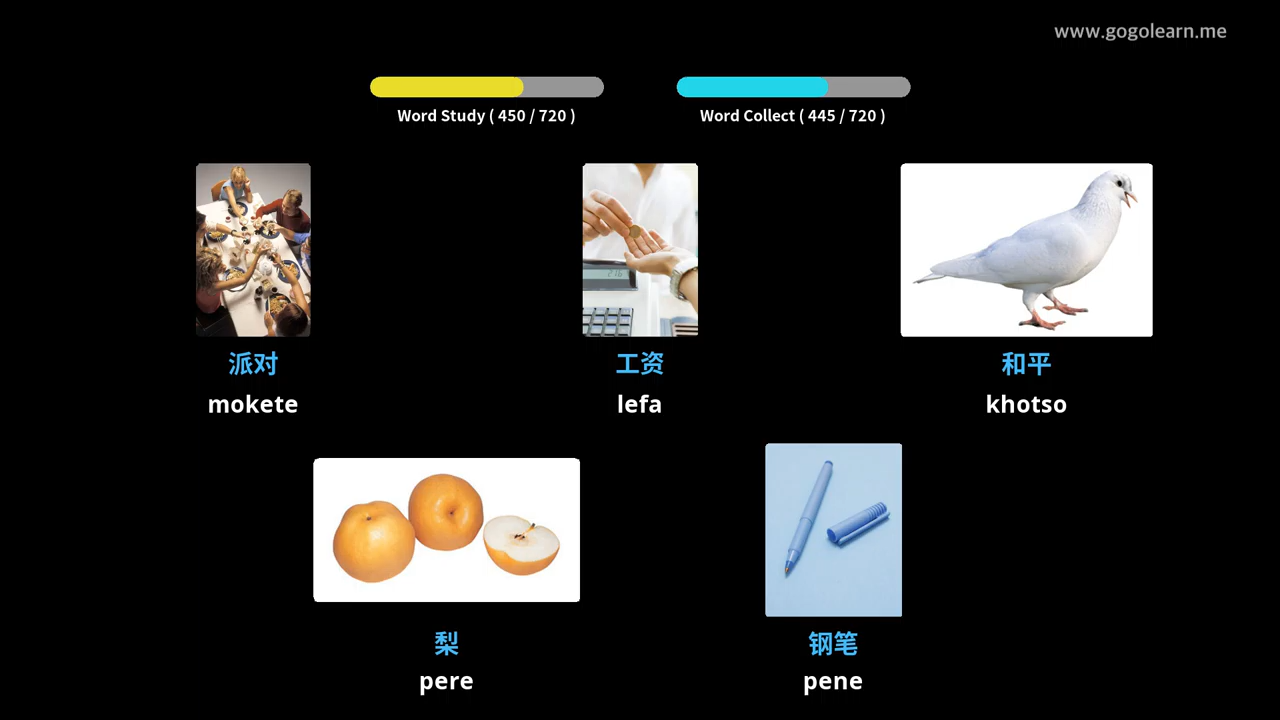 www.gogolearn.me
Word Study ( 450 / 720 )
Word Collect ( 445 / 720 )
派对
mokete
工资
lefa
和平
khotso
梨
pere
钢笔
pene